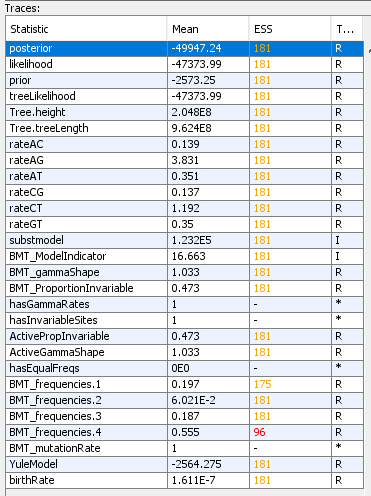 Traces:
Statistic Mean ESS T...
posterior -49947.24 181 R
likelihood -47373.99 181 R
prior -2573.25 181 R
treeLikelihood -47373.99 181 R
Tree.height 2.048E8 181 R
Tree.treeLength 9.624E8 181 R
rateAC 0.139 181 R
rateAG 3.831 181 R
rateAT 0.351 181 R
rateCG 0.137 181 R
rateCT 1.192 181 R
rateGT 0.35 181 R
substmodel 1.232E5 181 I
BMT_ModelIndicator 16.663 181 I
BMT_gammaShape 1.033 181 R
BMT_ProportionInvariable 0.473 181 R
hasGammaRates 1 - *
hasInvariableSites 1 - *
ActivePropInvariable 0.473 181 R
ActiveGammaShape 1.033 181 R
hasEqualFreqs 0E0 - *
BMT_frequencies.1 0.197 175 R
BMT_frequencies.2 6.021E-2 181 R
BMT_frequencies.3 0.187 181 R
BMT_frequencies.4 0.555 96 R
BMT_mutationRate 1 - *
YuleModel -2564.275 181 R
birthRate 1.611E-7 181 R